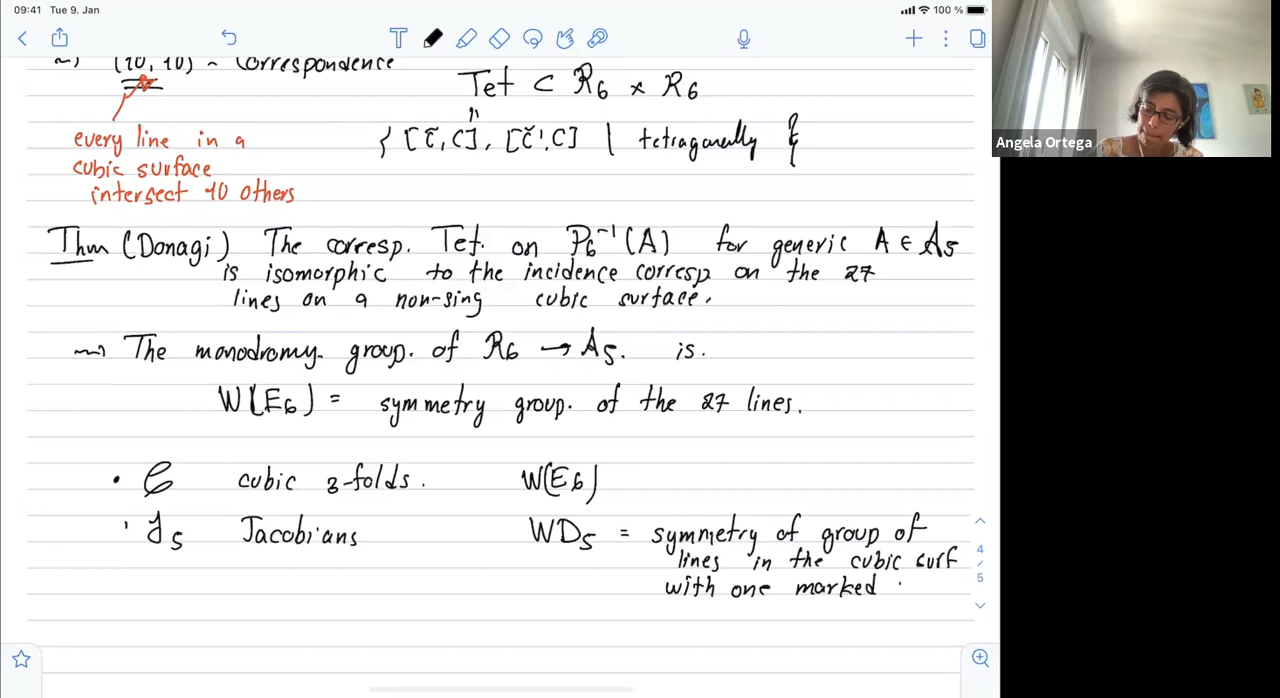 09:41 Tue 9. Jan
100 %
~) (10, 10) - correspondence
Tet ⊂ R6 × R6
{ [C̃, C], [C̃', C] | tetragonally }
every line in a
cubic surface
intersect 10 others
Angela Ortega
Thm (Donagi) The corresp. Tet. on P6⁻¹(A) for generic A ∈ A5
is isomorphic to the incidence corresp on the 27
lines on a non-sing cubic surface.
~> The monodromy group. of R6 → A5. is.
W(E6) = symmetry group. of the 27 lines.
• C cubic 3-folds. W(E6)
• J5 Jacobians WD5 = symmetry of group of
lines in the cubic surf
with one marked.
4
/
5